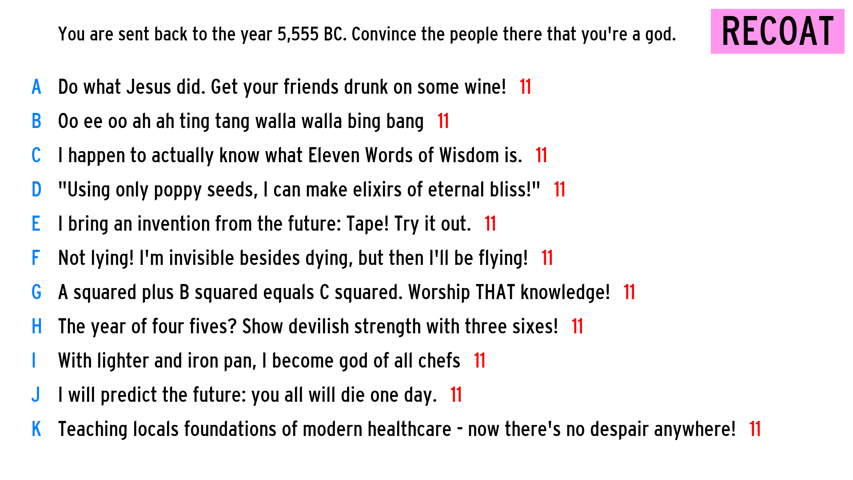 You are sent back to the year 5,555 BC. Convince the people there that you're a god.
RECOAT
A Do what Jesus did. Get your friends drunk on some wine! 11
B Oo ee oo ah ah ting tang walla walla bing bang 11
C I happen to actually know what Eleven Words of Wisdom is. 11
D "Using only poppy seeds, I can make elixirs of eternal bliss!" 11
E I bring an invention from the future: Tape! Try it out. 11
F Not lying! I'm invisible besides dying, but then I'll be flying! 11
G A squared plus B squared equals C squared. Worship THAT knowledge! 11
H The year of four fives? Show devilish strength with three sixes! 11
I With lighter and iron pan, I become god of all chefs 11
J I will predict the future: you all will die one day. 11
K Teaching locals foundations of modern healthcare - now there's no despair anywhere! 11